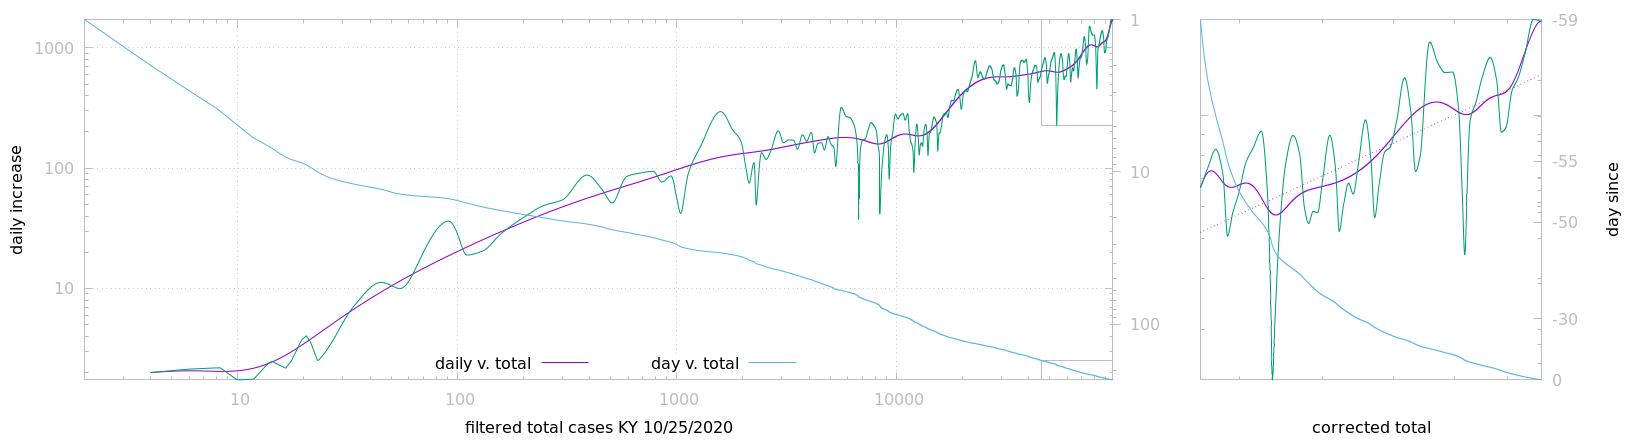 1000
100
10
daily increase
10
100
1000
10000
filtered total cases KY 10/25/2020
daily v. total
day v. total
1
10
100
-59
-55
-50
-30
0
day since
corrected total